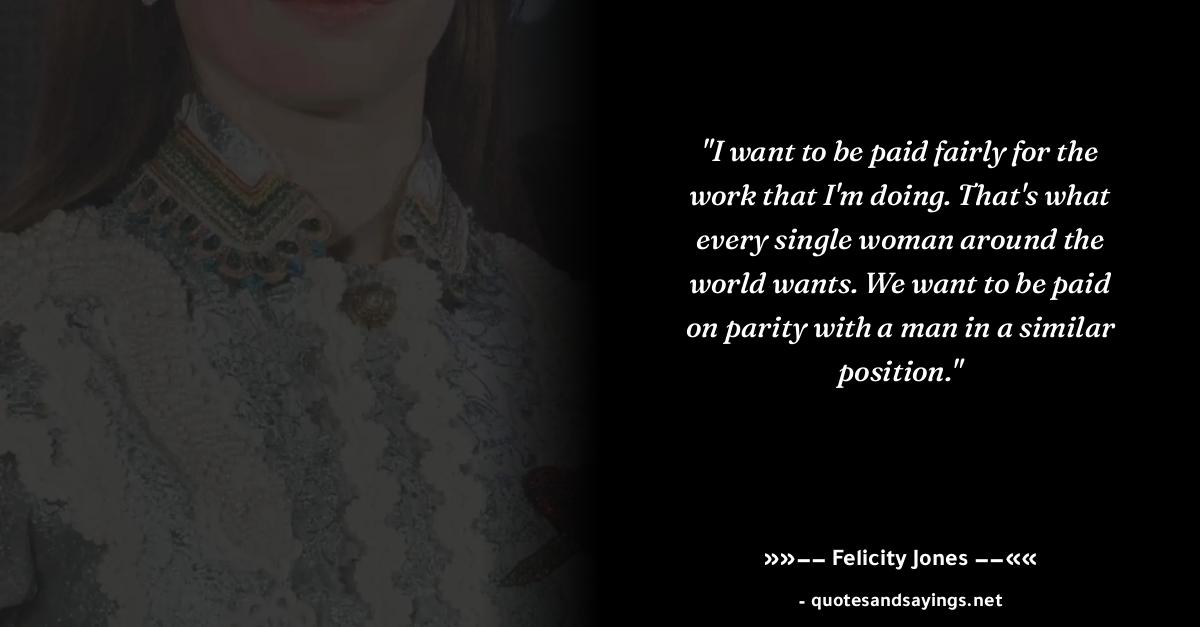 "I want to be paid fairly for the
work that I'm doing. That's what
every single woman around the
world wants. We want to be paid
on parity with a man in a similar
position."
»»—— Felicity Jones ——««
- quotesandsayings.net